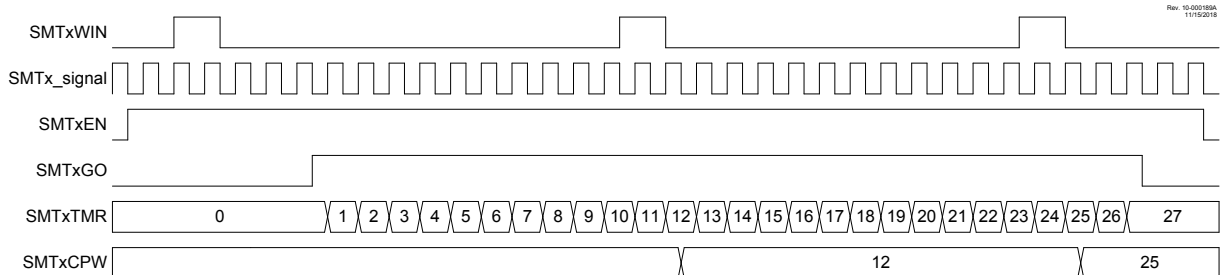 Rev. 10-000189A
11/15/2018
SMTxWIN
SMTx_signal
SMTxEN
SMTxGO
SMTxTMR 0 1 2 3 4 5 6 7 8 9 10 11 12 13 14 15 16 17 18 19 20 21 22 23 24 25 26 27
SMTxCPW 12 25